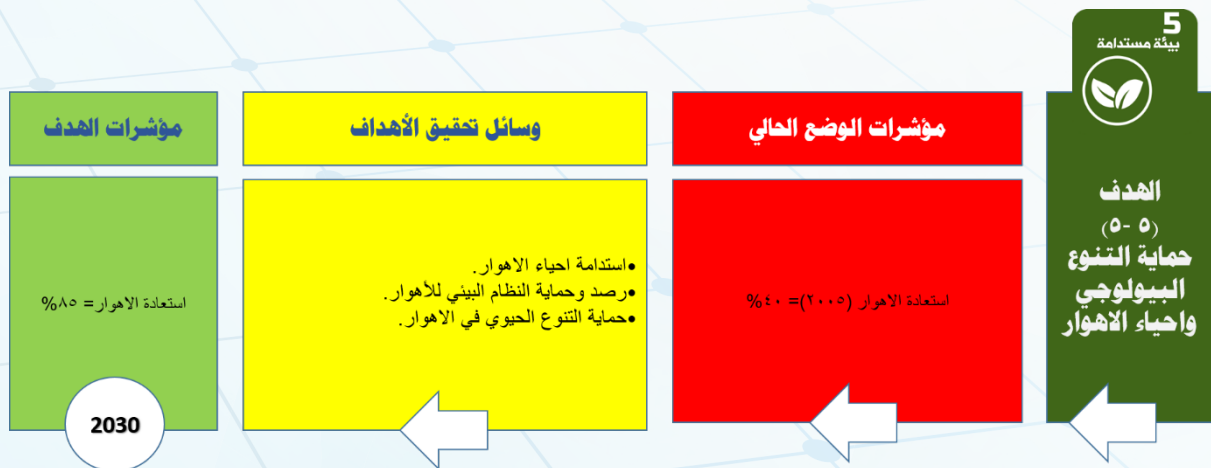 5
بيئة مستدامة
الهدف
(٥ -٥)
حماية التنوع
البيولوجي
واحياء الاهوار
مؤشرات الوضع الحالي
استعادة الاهوار (٢٠٠٥)= ٤٠%
وسائل تحقيق الأهداف
•استدامة احياء الاهوار.
•رصد وحماية النظام البيئي للأهوار.
•حماية التنوع الحيوي في الاهوار.
مؤشرات الهدف
استعادة الاهوار= ٨٥%
2030